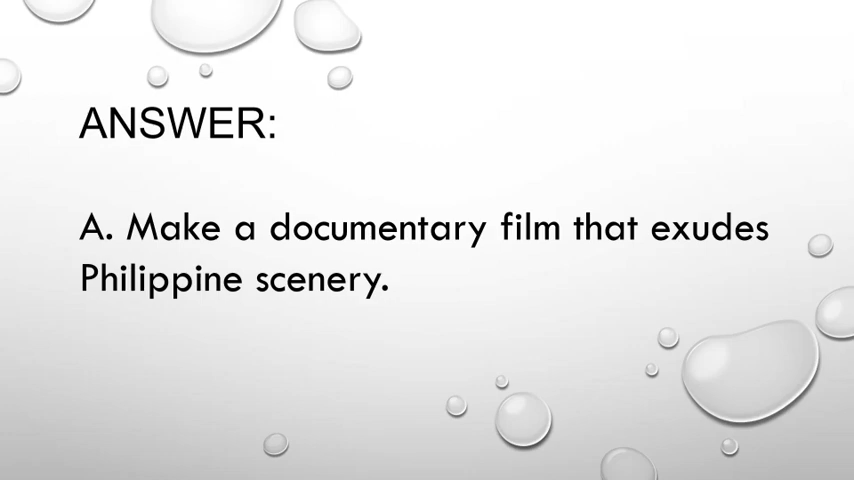 ANSWER:
A. Make a documentary film that exudes
Philippine scenery.